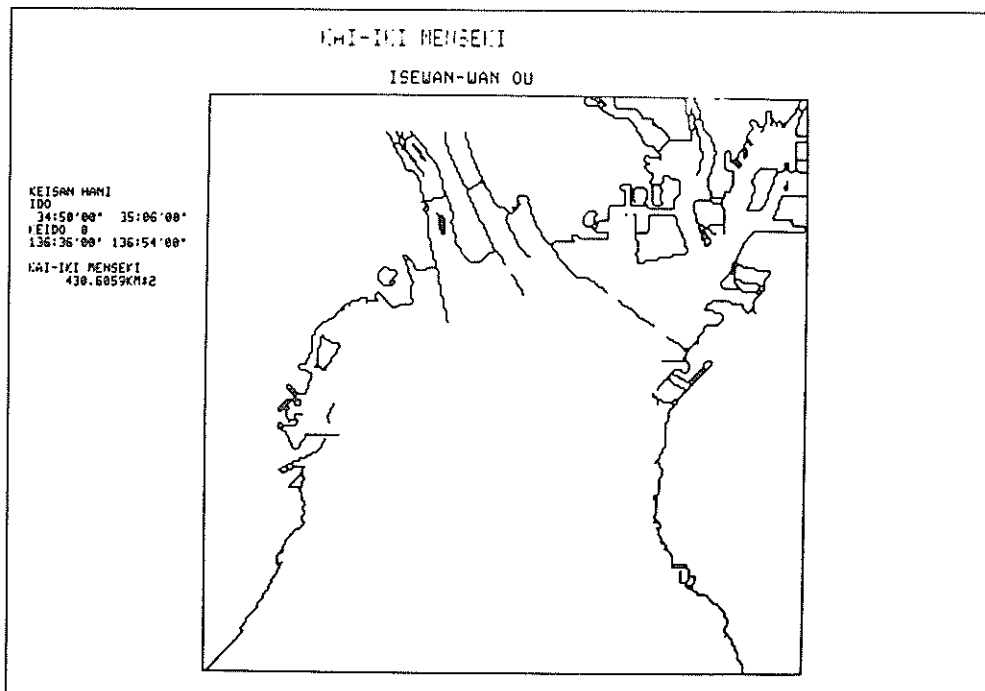 KAI-IKI MENSEKI
ISEWAN-WAN OU
KEISAN HANI
IDO
34:50'00" 35:06'00"
KEIDO 0
136:36'00" 136:54'00"
KAI-IKI MENSEKI
430.6059KM*2